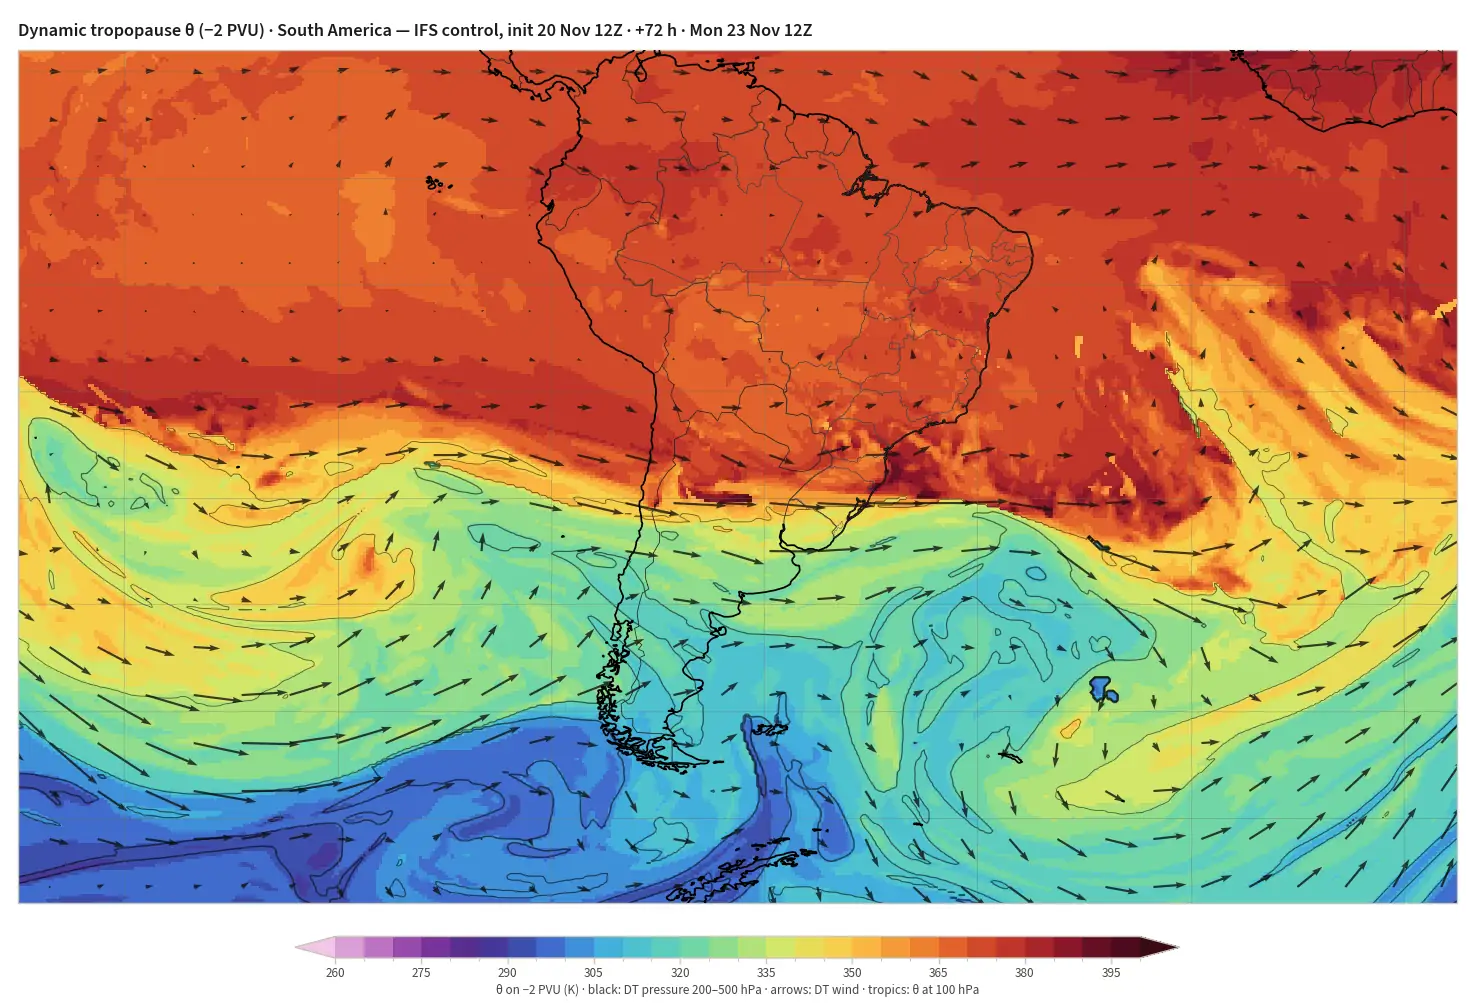 Dynamic tropopause θ (−2 PVU) · South America — IFS control, init 20 Nov 12Z · +72 h · Mon 23 Nov 12Z
260 275 290 305 320 335 350 365 380 395
θ on −2 PVU (K) · black: DT pressure 200–500 hPa · arrows: DT wind · tropics: θ at 100 hPa